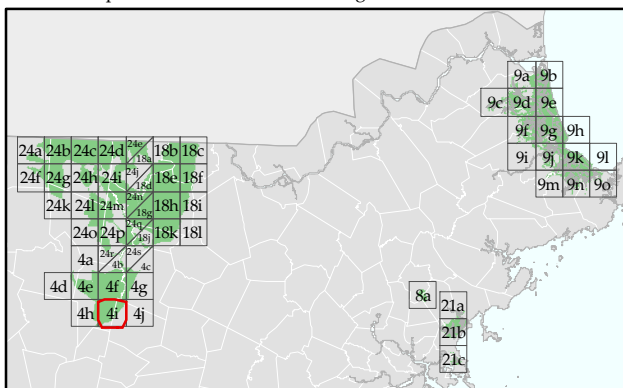 9a 9b
9c 9d 9e
9f 9g 9h
24a 24b 24c 24d 24e 18a 18b 18c
9i 9j 9k 9l
24f 24g 24h 24i 24j 18d 18e 18f
9m 9n 9o
24k 24l 24m 24n 18g 18h 18i
24o 24p 24q 18j 18k 18l
4a 24r 4b 24s 4c
4d 4e 4f 4g
8a 21a
4h 4i 4j
21b
21c